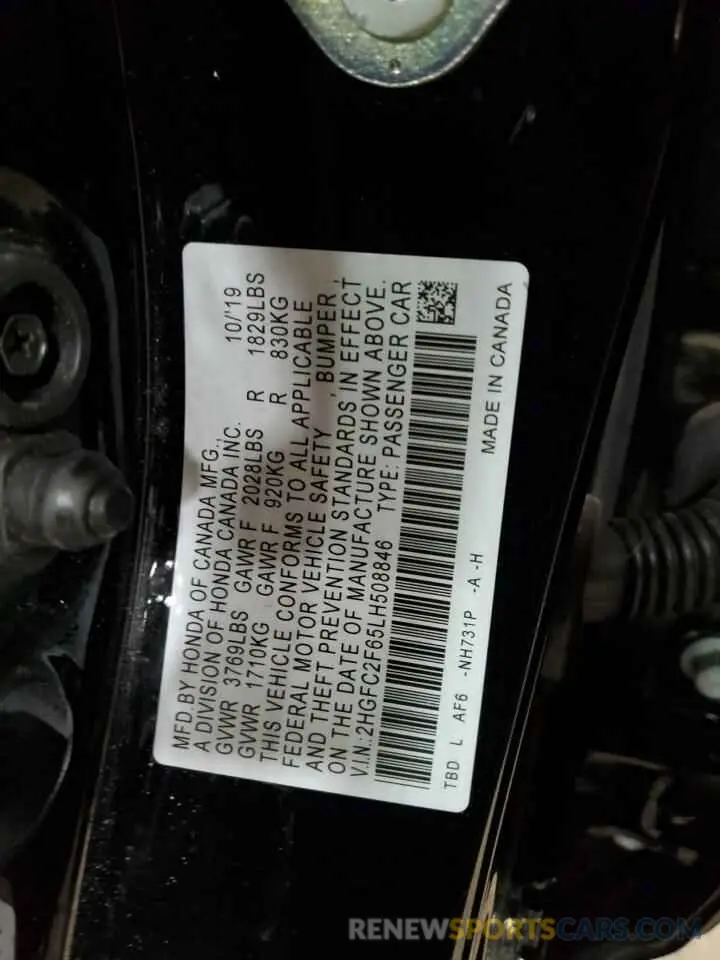 MFD.BY HONDA OF CANADA MFG., 10/'19
A DIVISION OF HONDA CANADA INC.
GVWR 3769LBS GAWR F 2028LBS R 1829LBS
GVWR 1710KG GAWR F 920KG R 830KG
THIS VEHICLE CONFORMS TO ALL APPLICABLE
FEDERAL MOTOR VEHICLE SAFETY , BUMPER ,
AND THEFT PREVENTION STANDARDS IN EFFECT
ON THE DATE OF MANUFACTURE SHOWN ABOVE.
V.I.N.:2HGFC2F65LH508846 TYPE: PASSENGER CAR
TBD L AF6 -NH731P -A -H MADE IN CANADA
RENEWSPORTSCARS.COM